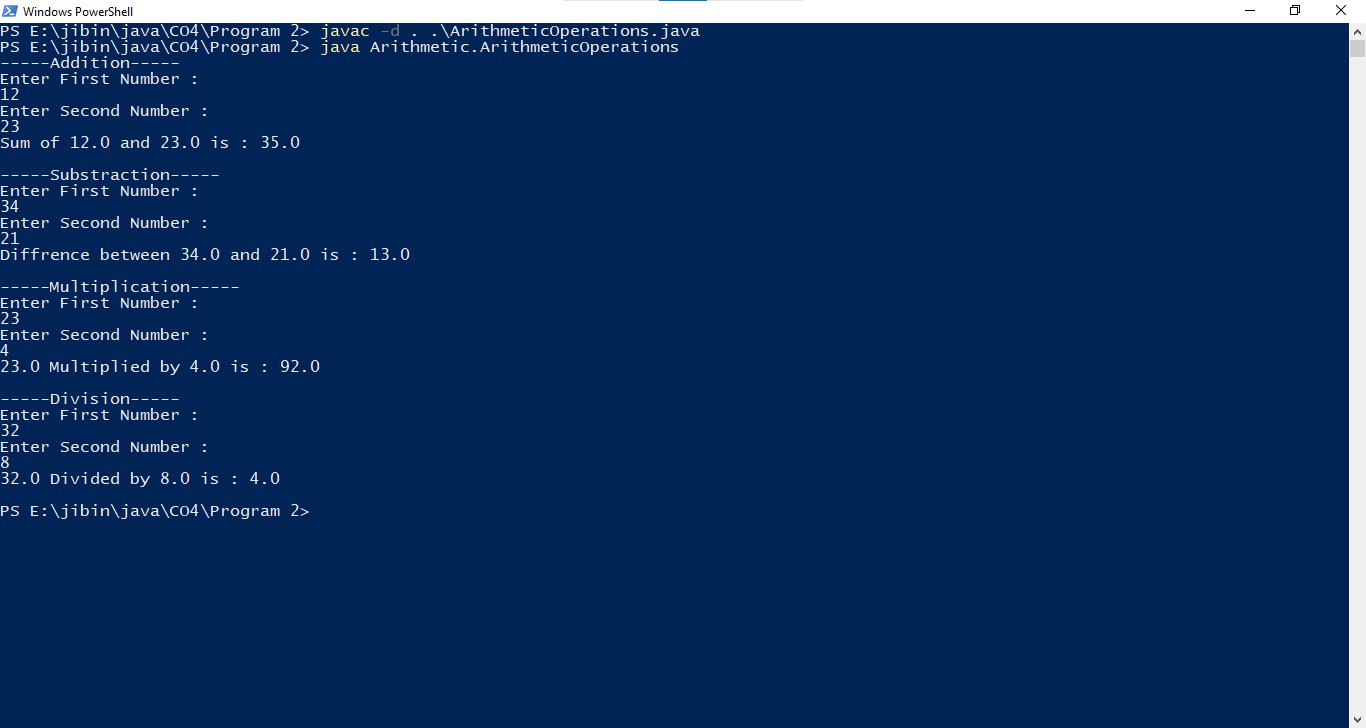 Windows PowerShell
PS E:\jibin\java\CO4\Program 2> javac -d . .\ArithmeticOperations.java
PS E:\jibin\java\CO4\Program 2> java Arithmetic.ArithmeticOperations
-----Addition-----
Enter First Number :
12
Enter Second Number :
23
Sum of 12.0 and 23.0 is : 35.0

-----Substraction-----
Enter First Number :
34
Enter Second Number :
21
Diffrence between 34.0 and 21.0 is : 13.0

-----Multiplication-----
Enter First Number :
23
Enter Second Number :
4
23.0 Multiplied by 4.0 is : 92.0

-----Division-----
Enter First Number :
32
Enter Second Number :
8
32.0 Divided by 8.0 is : 4.0

PS E:\jibin\java\CO4\Program 2>